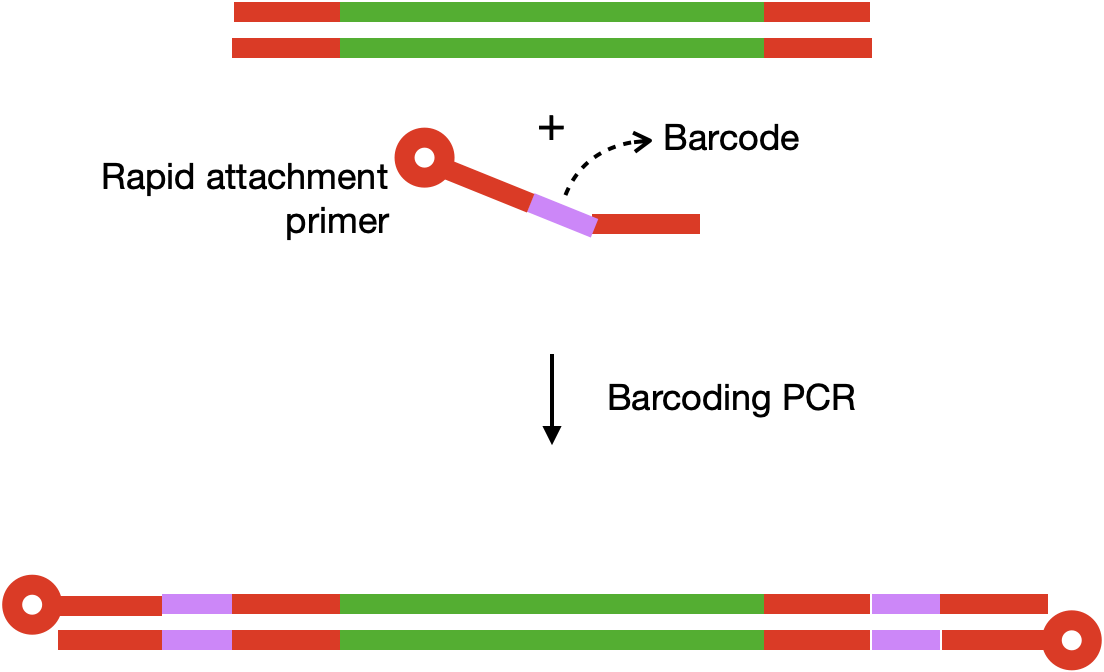 +
Barcode
Rapid attachment
primer
Barcoding PCR